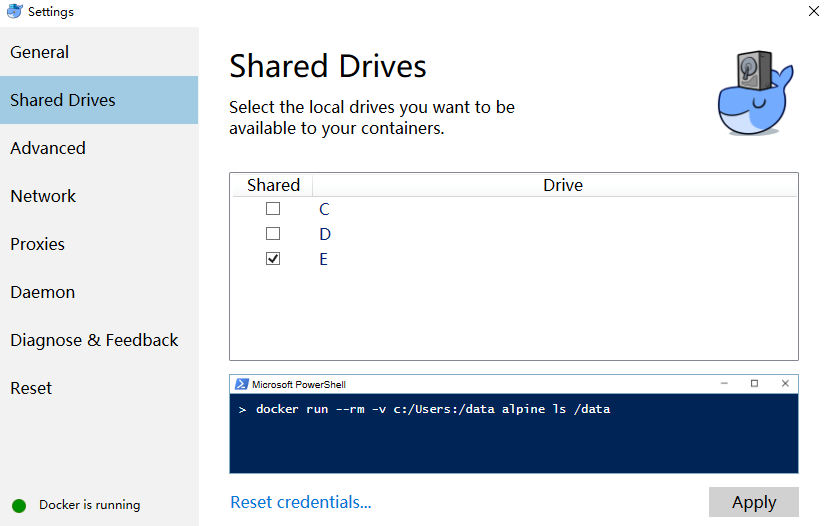 Settings
General
Shared Drives
Advanced
Network
Proxies
Daemon
Diagnose & Feedback
Reset
Docker is running
Shared Drives
Select the local drives you want to be
available to your containers.
Shared Drive
C
D
E
Microsoft PowerShell
> docker run --rm -v c:/Users:/data alpine ls /data
Reset credentials...
Apply